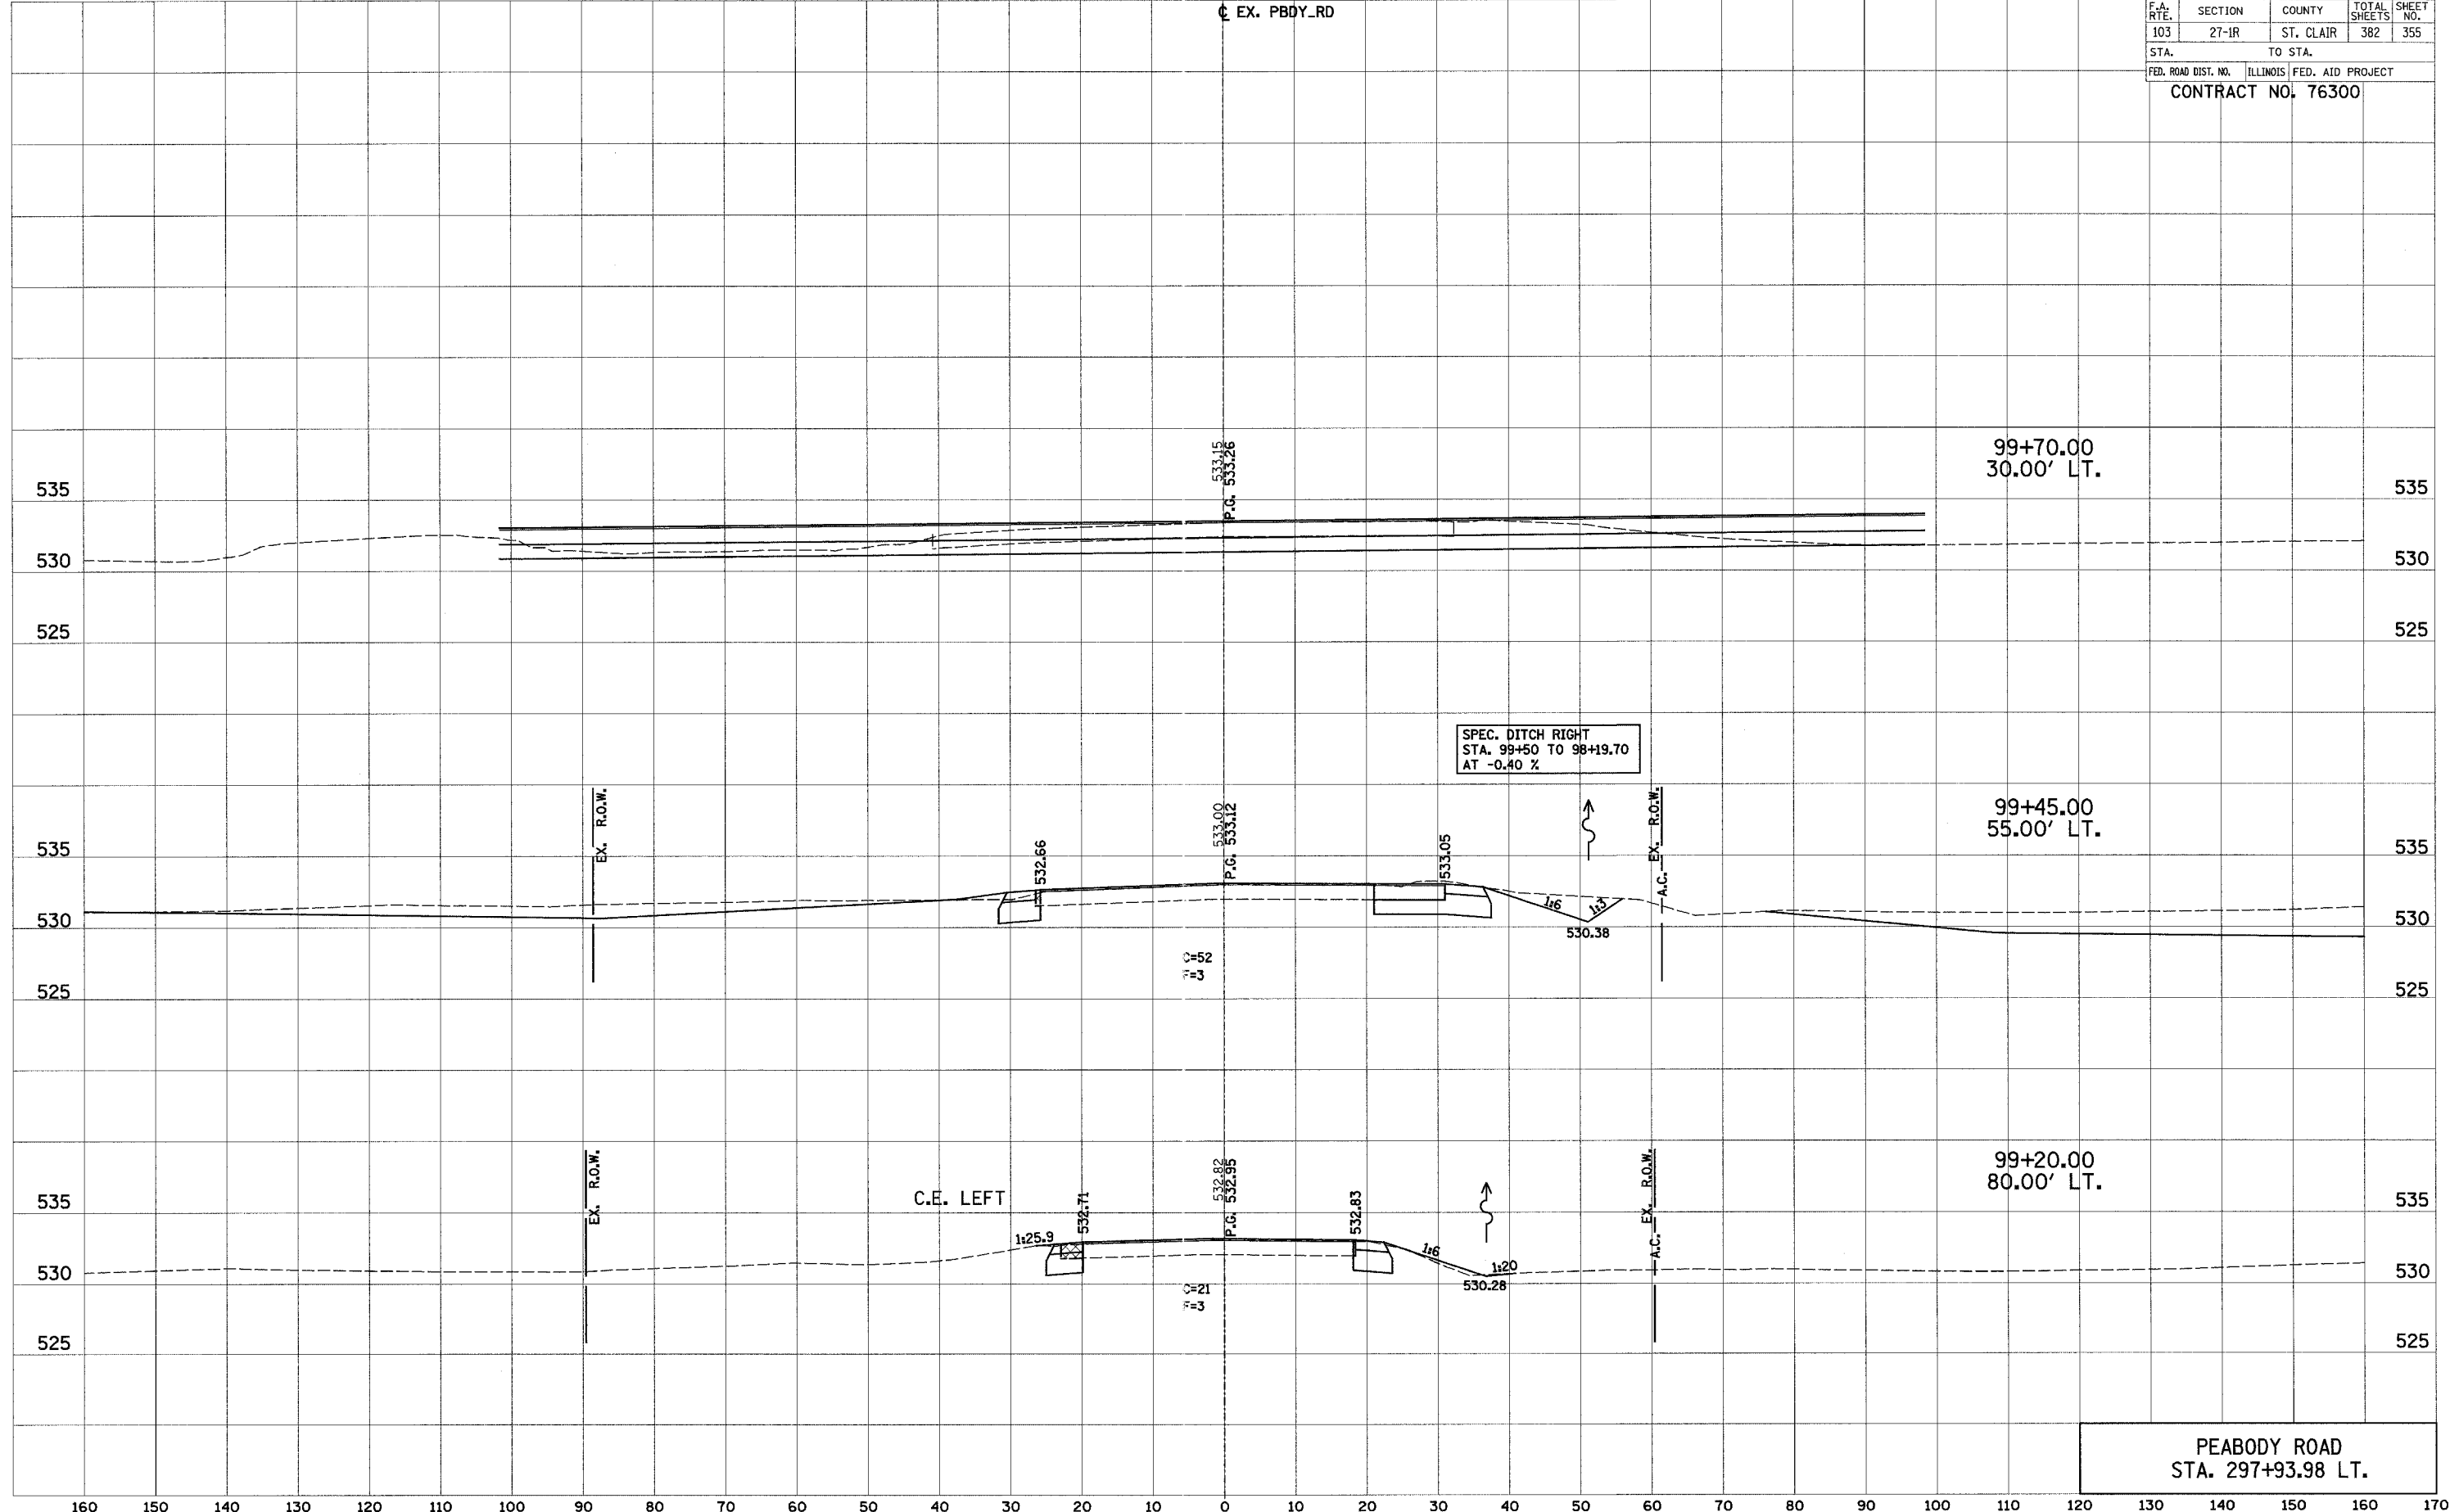 ℄ EX. PBDY_RD
F.A. RTE. SECTION COUNTY TOTAL SHEETS SHEET NO.
103 27-1R ST. CLAIR 382 355
STA. TO STA.
FED. ROAD DIST. NO. ILLINOIS FED. AID PROJECT
CONTRACT NO. 76300
99+70.00
30.00' LT.
533.15
P.G. 533.26
535 535
530 530
525 525
SPEC. DITCH RIGHT
STA. 99+50 TO 98+19.70
AT -0.40 %
99+45.00
55.00' LT.
EX. R.O.W.
532.66
533.00
P.G. 533.12
533.05
A.C. EX. R.O.W.
535 535
1:6 1:3
530 530
530.38
C=52
F=3
525 525
99+20.00
80.00' LT.
EX. R.O.W.
C.E. LEFT
532.71
532.82
P.G. 532.95
532.83
A.C. EX. R.O.W.
535 535
1:25.9
1:6
1:20
530 530
530.28
C=21
F=3
525 525
PEABODY ROAD
STA. 297+93.98 LT.
160 150 140 130 120 110 100 90 80 70 60 50 40 30 20 10 0 10 20 30 40 50 60 70 80 90 100 110 120 130 140 150 160 170